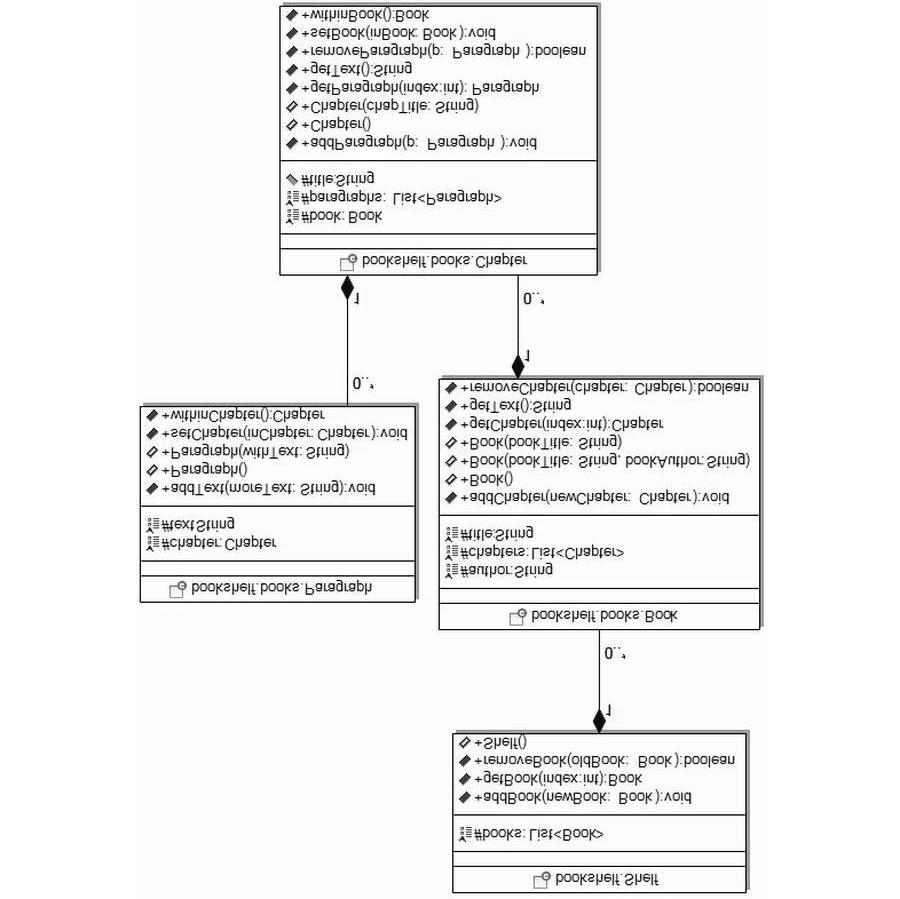 bookshelf.Shelf
#books: List<Book>
+addBook(newBook: Book):void
+getBook(index:int):Book
+removeBook(oldBook: Book):boolean
+Shelf()
1
0..*
bookshelf.books.Book
#author:String
#chapters:List<Chapter>
#title:String
+addChapter(newChapter: Chapter):void
+Book()
+Book(bookTitle: String, bookAuthor:String)
+Book(bookTitle: String)
+getChapter(index:int):Chapter
+getText():String
+removeChapter(chapter: Chapter):boolean
bookshelf.books.Paragraph
#chapter:Chapter
#textString
+addText(moreText: String):void
+Paragraph()
+Paragraph(withText: String)
+setChapter(inChapter: Chapter):void
+withinChapter():Chapter
0..*
1
1
0..*
bookshelf.books.Chapter
#book: Book
#paragraphs: List<Paragraph>
#title:String
+addParagraph(p: Paragraph ):void
+Chapter()
+Chapter(chapTitle: String)
+getParagraph(index:int): Paragraph
+getText():String
+removeParagraph(p: Paragraph ):boolean
+setBook(inBook: Book):void
+withinBook():Book